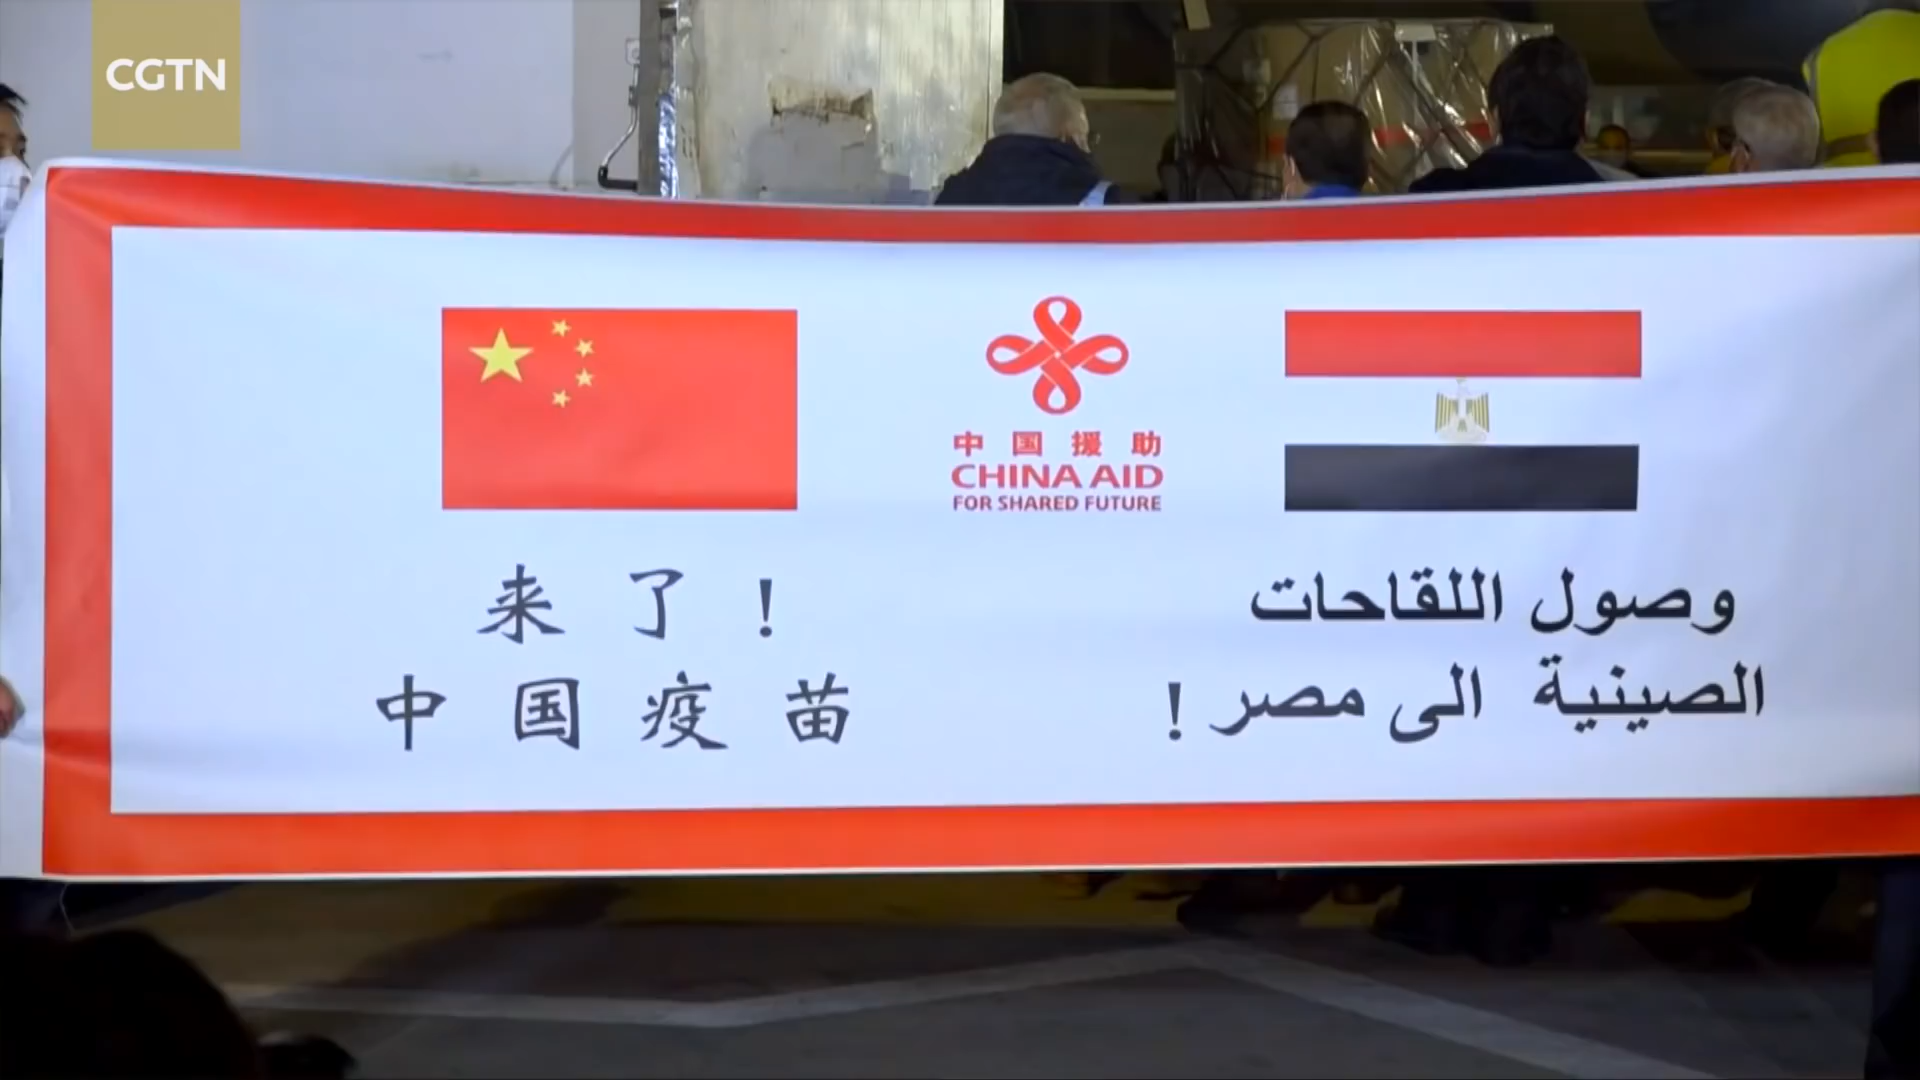 CGTN
中国援助
CHINA AID
FOR SHARED FUTURE
来了!
中国疫苗
وصول اللقاحات
الصينية الى مصر !